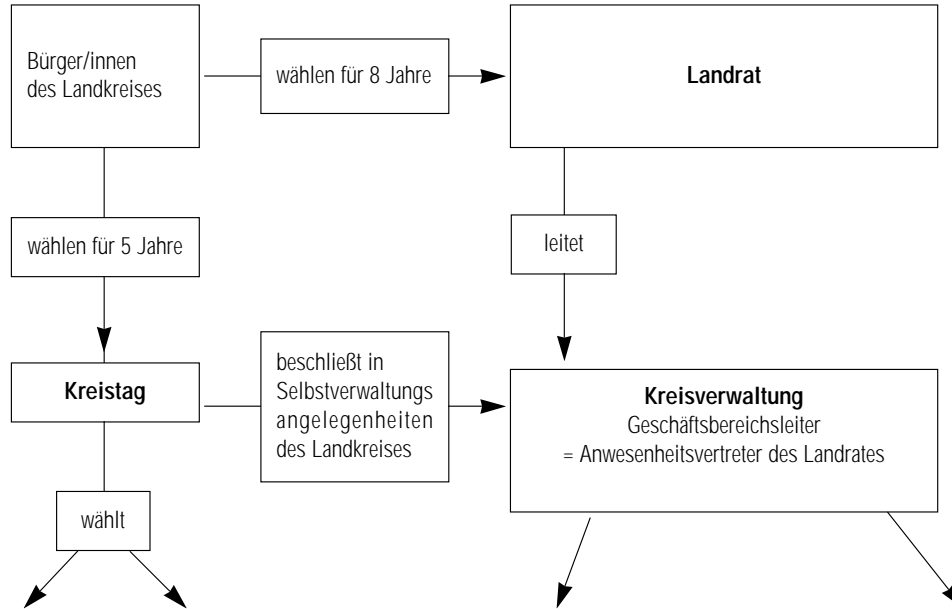 Bürger/innen
des Landkreises
wählen für 8 Jahre
Landrat
wählen für 5 Jahre
leitet
Kreistag
beschließt in
Selbstverwaltungs
angelegenheiten
des Landkreises
Kreisverwaltung
Geschäftsbereichsleiter
= Anwesenheitsvertreter des Landrates
wählt